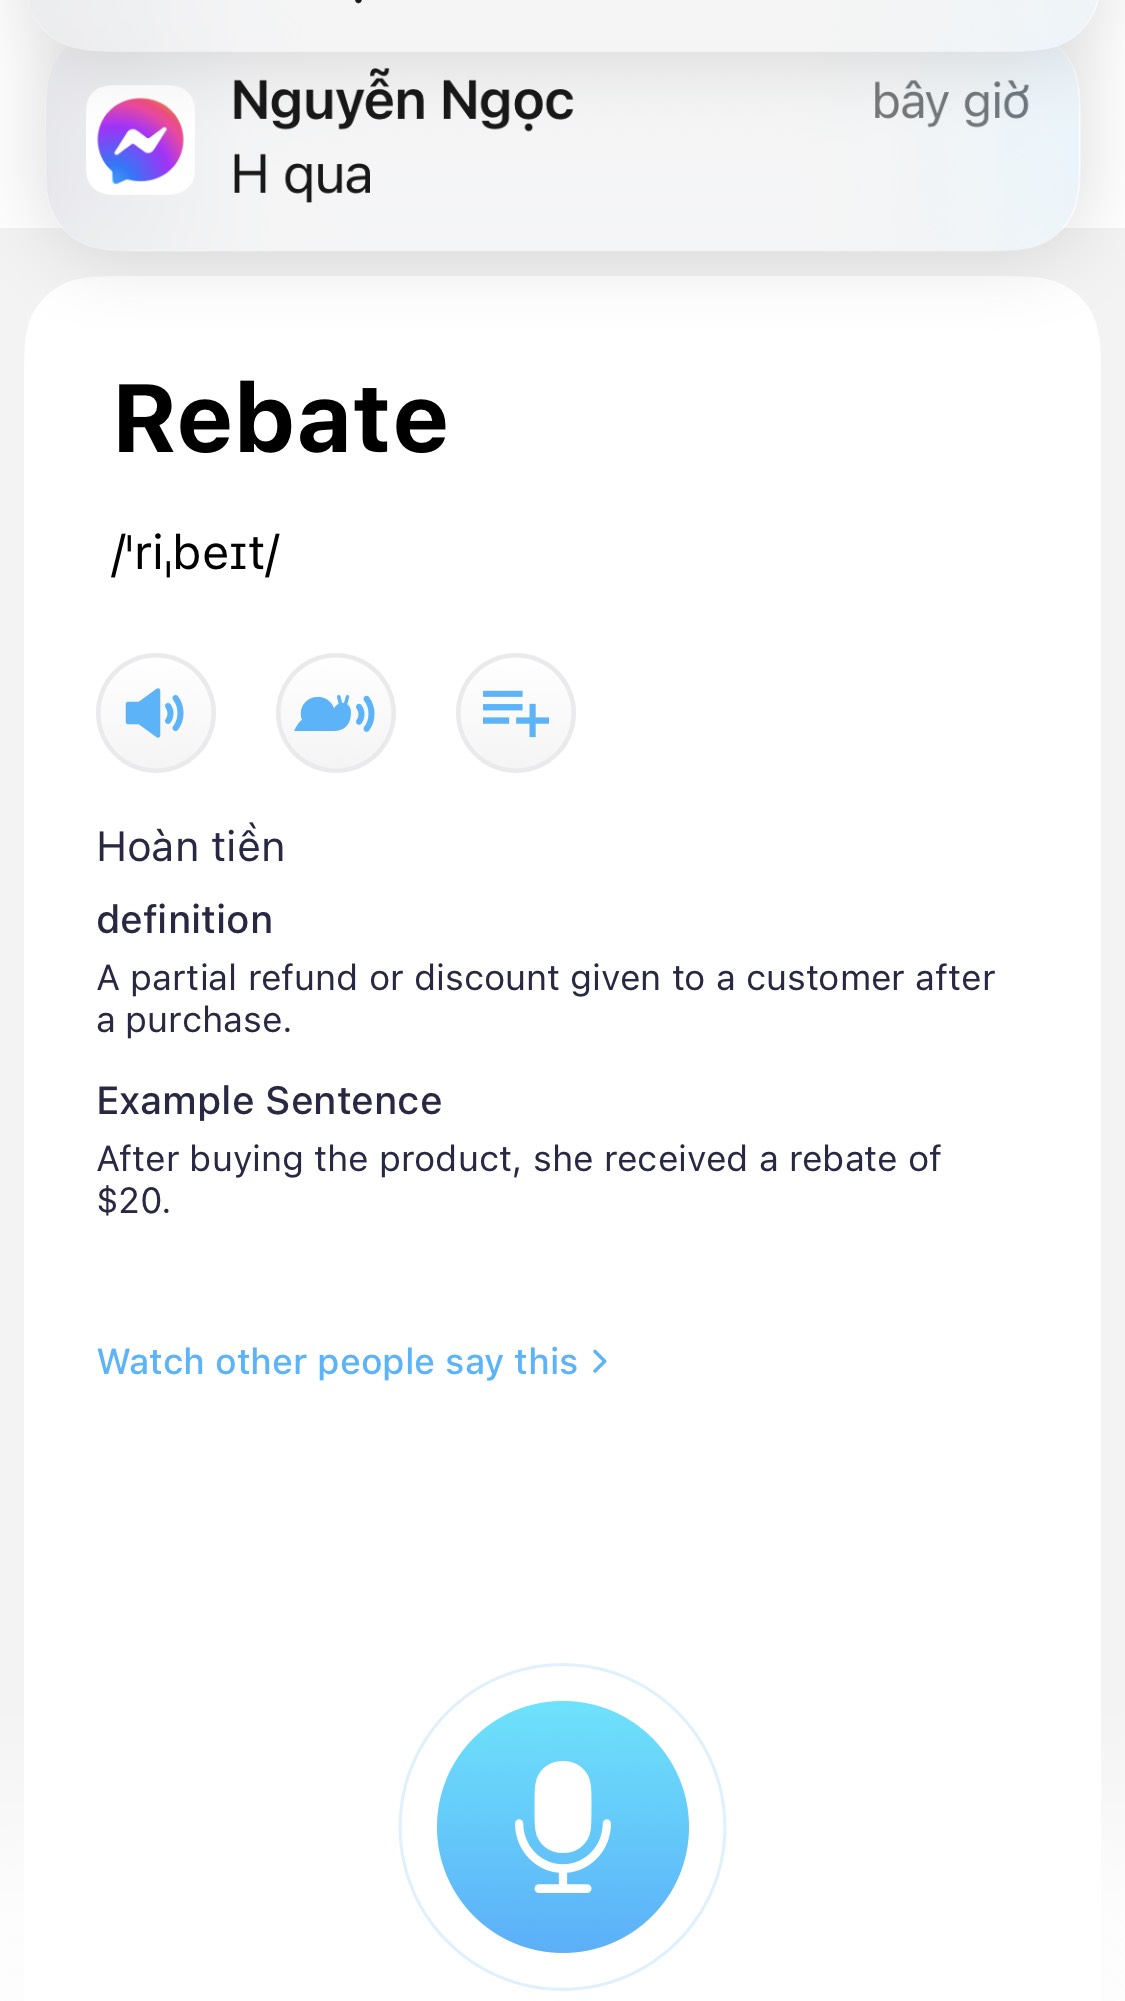 Nguyễn Ngọc
bây giờ
H qua
Rebate
/ˈriˌbeɪt/
Hoàn tiền
definition
A partial refund or discount given to a customer after
a purchase.
Example Sentence
After buying the product, she received a rebate of
$20.
Watch other people say this >